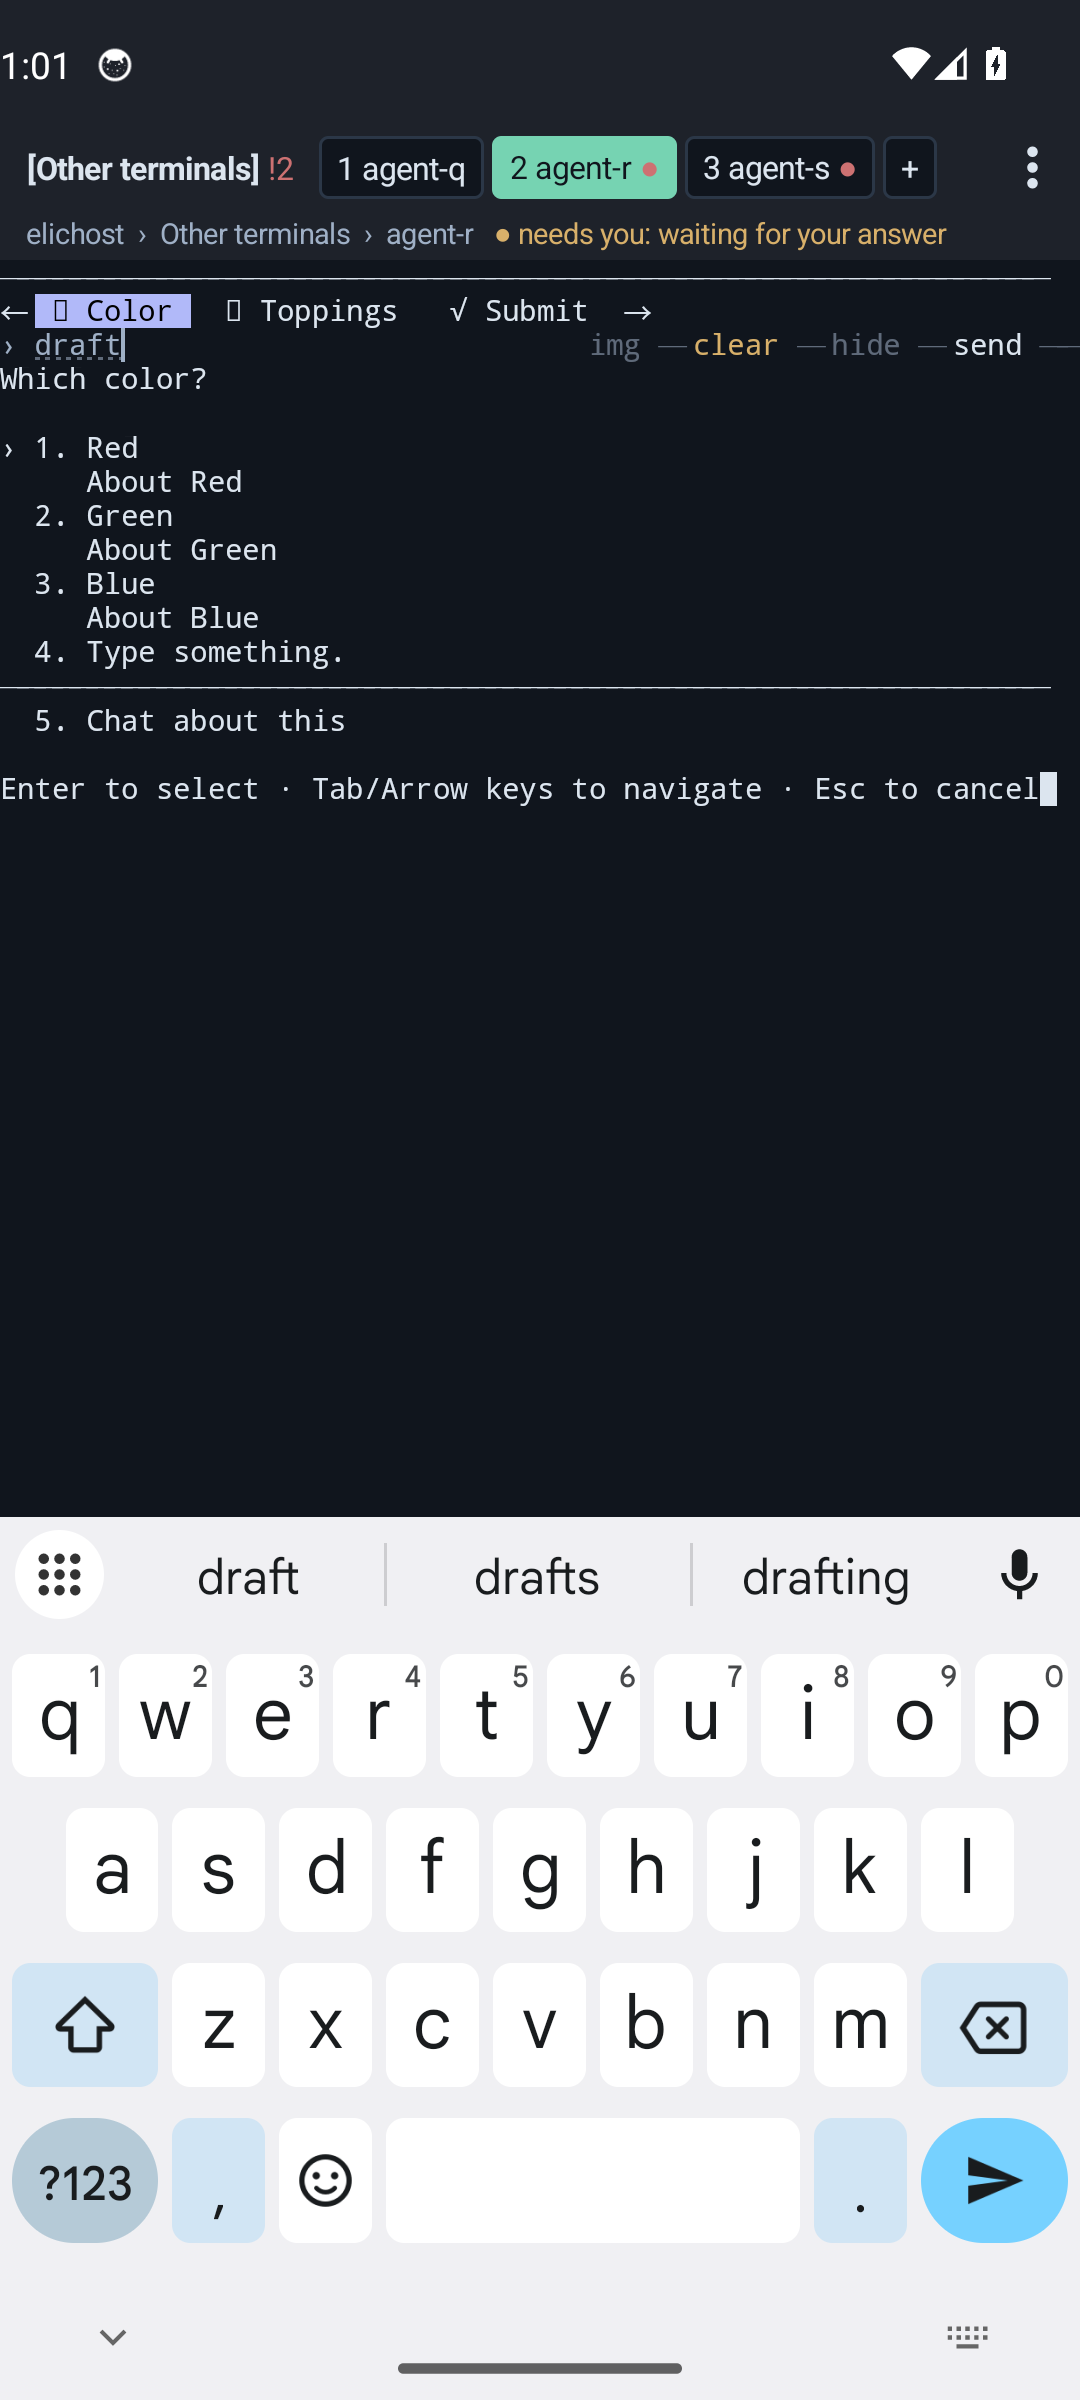 1:01
[Other terminals] !2 1 agent-q 2 agent-r 3 agent-s +
elichost › Other terminals › agent-r ● needs you: waiting for your answer
← Color Toppings √ Submit →
› draft img clear hide send
Which color?
› 1. Red
About Red
2. Green
About Green
3. Blue
About Blue
4. Type something.
5. Chat about this
Enter to select · Tab/Arrow keys to navigate · Esc to cancel
draft drafts drafting
q 1 w 2 e 3 r 4 t 5 y 6 u 7 i 8 o 9 p 0
a s d f g h j k l
z x c v b n m
?123 , .